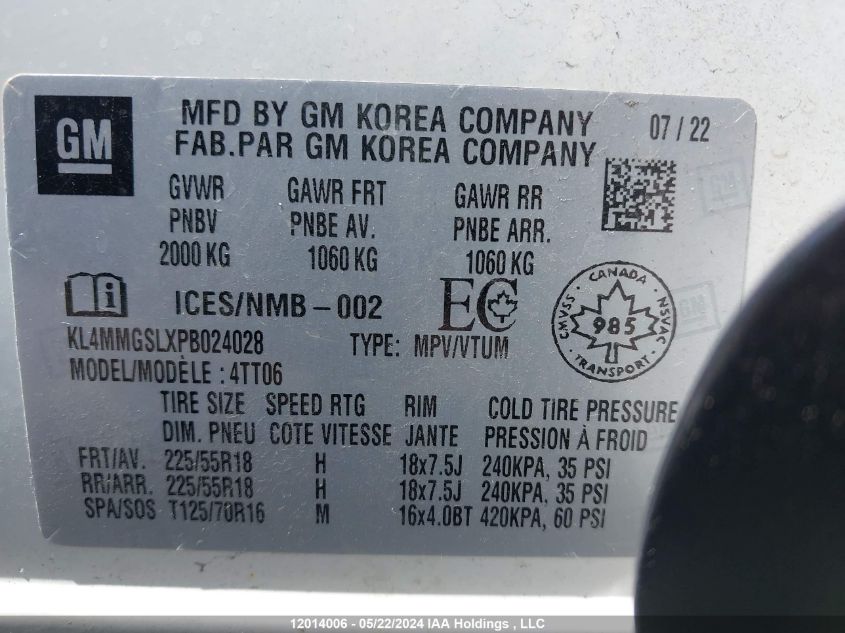 GM
MFD BY GM KOREA COMPANY 07 / 22
FAB.PAR GM KOREA COMPANY
GVWR GAWR FRT GAWR RR
PNBV PNBE AV. PNBE ARR.
2000 KG 1060 KG 1060 KG
ICES/NMB-002 EC
CANADA
CMVSS 985 NSVAC
TRANSPORT
KL4MMGSLXPB024028 TYPE: MPV/VTUM
MODEL/MODÈLE : 4TT06
TIRE SIZE SPEED RTG RIM COLD TIRE PRESSURE
DIM. PNEU COTE VITESSE JANTE PRESSION À FROID
FRT/AV. 225/55R18 H 18x7.5J 240KPA, 35 PSI
RR/ARR. 225/55R18 H 18x7.5J 240KPA, 35 PSI
SPA/SOS T125/70R16 M 16x4.0BT 420KPA, 60 PSI
12014006 - 05/22/2024 IAA Holdings , LLC